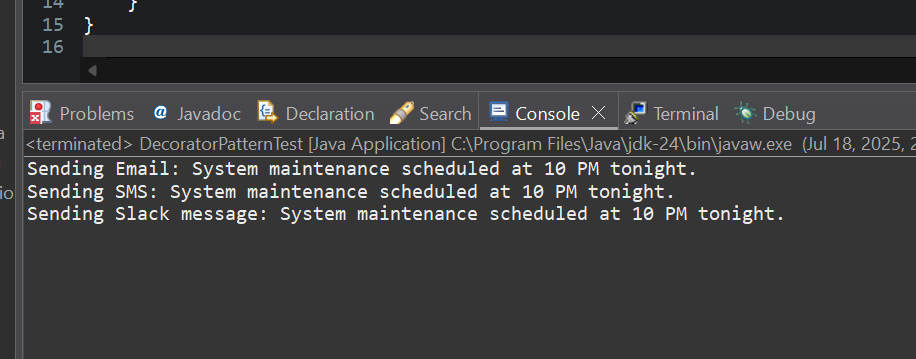 14 }
15 }
16
Problems @ Javadoc Declaration Search Console Terminal Debug
<terminated> DecoratorPatternTest [Java Application] C:\Program Files\Java\jdk-24\bin\javaw.exe (Jul 18, 2025, 2
Sending Email: System maintenance scheduled at 10 PM tonight.
Sending SMS: System maintenance scheduled at 10 PM tonight.
Sending Slack message: System maintenance scheduled at 10 PM tonight.
a
io